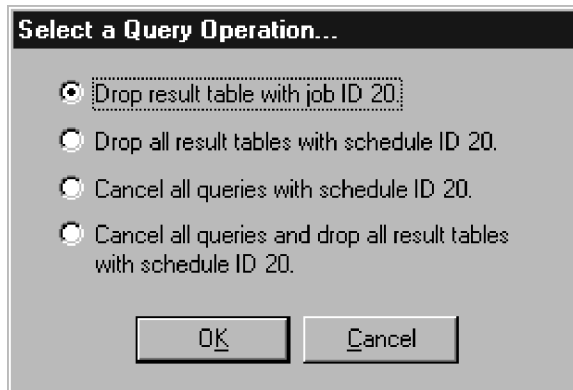 Select a Query Operation...
Drop result table with job ID 20.
Drop all result tables with schedule ID 20.
Cancel all queries with schedule ID 20.
Cancel all queries and drop all result tables
with schedule ID 20.
OK
Cancel